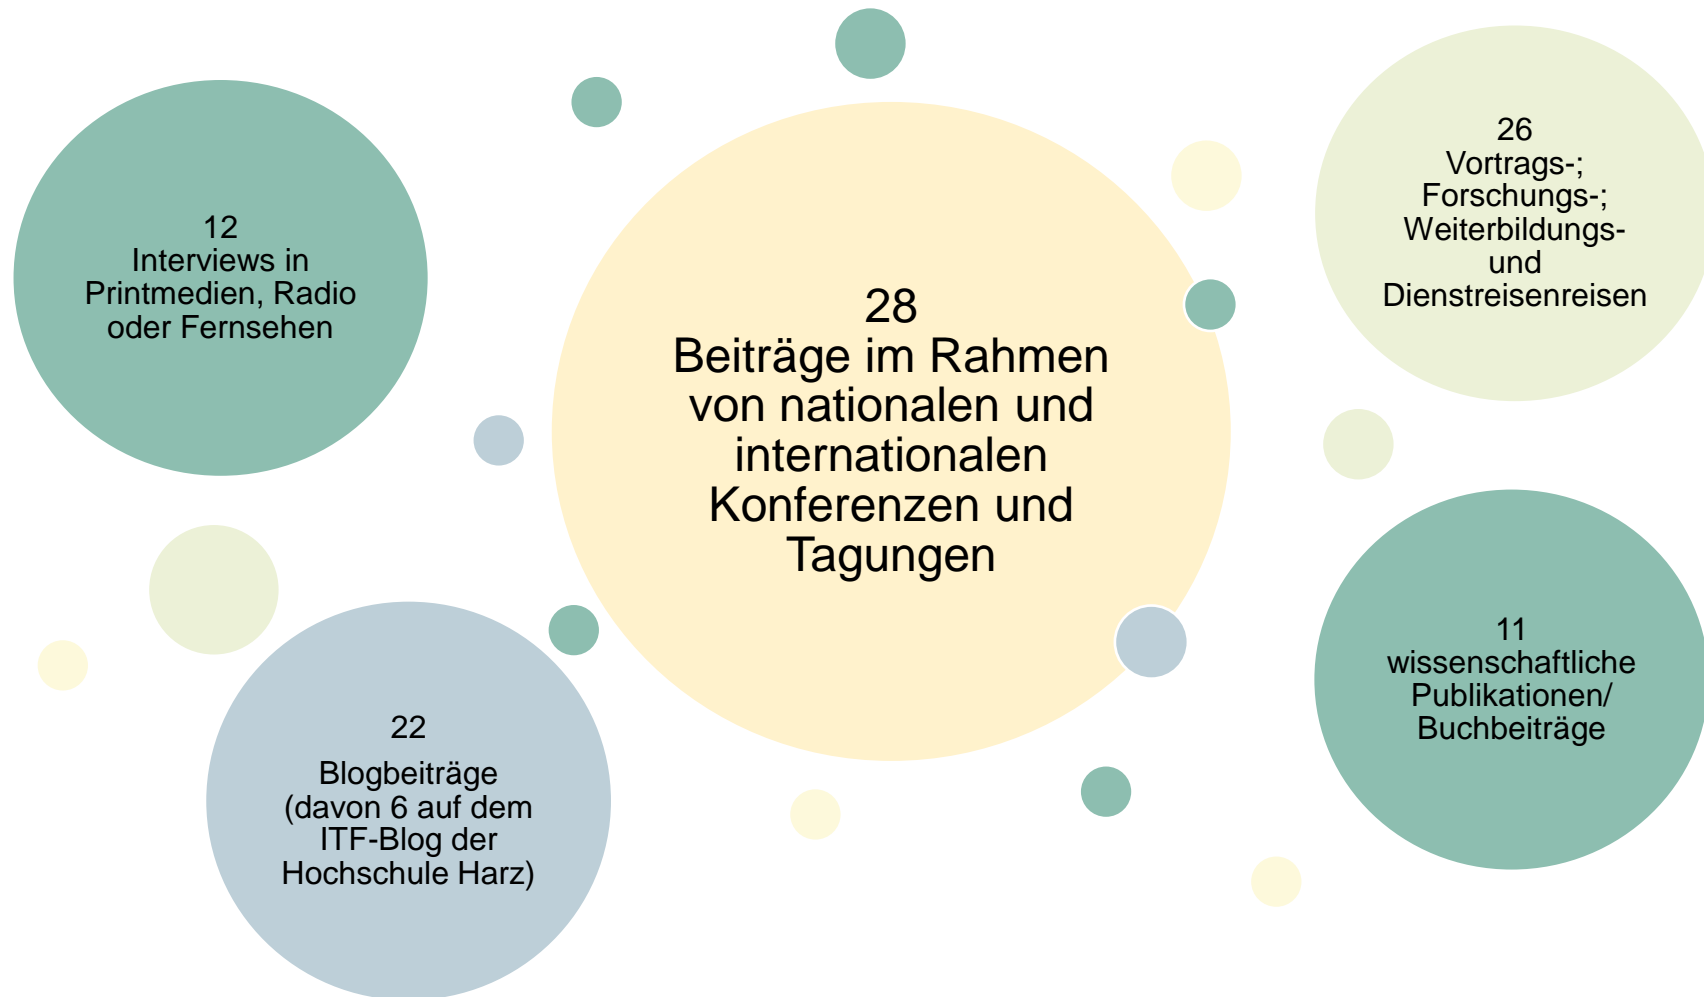 12
Interviews in
Printmedien, Radio
oder Fernsehen
28
Beiträge im Rahmen
von nationalen und
internationalen
Konferenzen und
Tagungen
26
Vortrags-;
Forschungs-;
Weiterbildungs-
und
Dienstreisenreisen
22
Blogbeiträge
(davon 6 auf dem
ITF-Blog der
Hochschule Harz)
11
wissenschaftliche
Publikationen/
Buchbeiträge